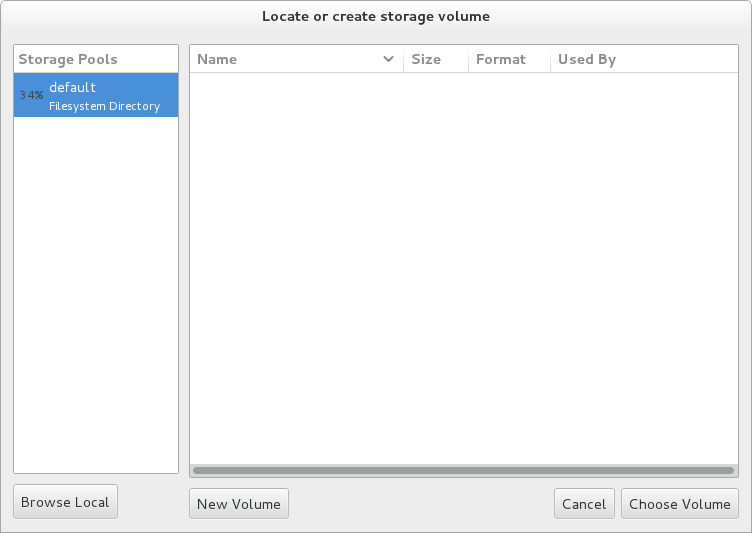 Locate or create storage volume
Storage Pools
34% default
Filesystem Directory
Name Size Format Used By
Browse Local
New Volume
Cancel
Choose Volume